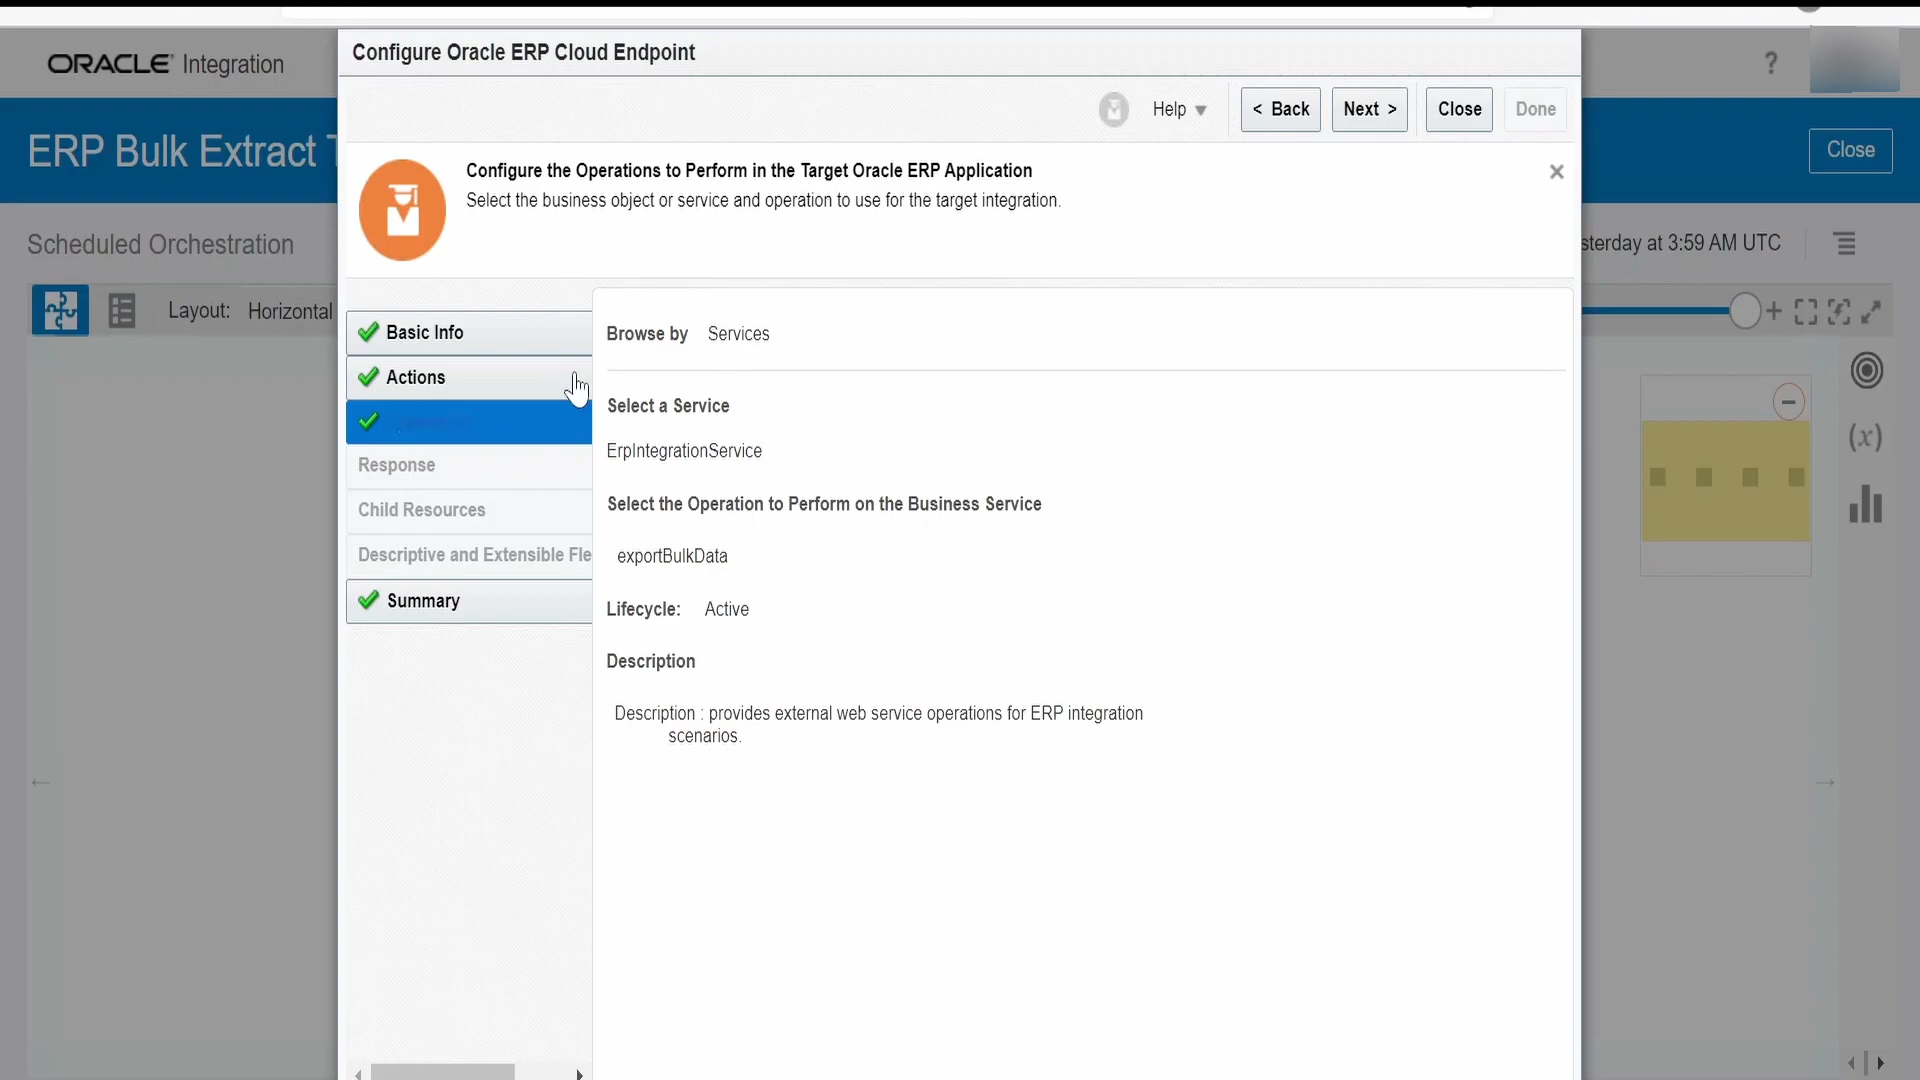 Configure Oracle ERP Cloud Endpoint
ORACLE Integration
?
Help
< Back
Next >
Close
Done
ERP Bulk Extract
Close
Configure the Operations to Perform in the Target Oracle ERP Application
Select the business object or service and operation to use for the target integration.
Scheduled Orchestration
sterday at 3:59 AM UTC
Layout: Horizontal
Basic Info
Actions
Response
Child Resources
Descriptive and Extensible Fle
Summary
Browse by Services
Select a Service
ErpIntegrationService
Select the Operation to Perform on the Business Service
exportBulkData
Lifecycle: Active
Description
Description : provides external web service operations for ERP integration
scenarios.
(x)